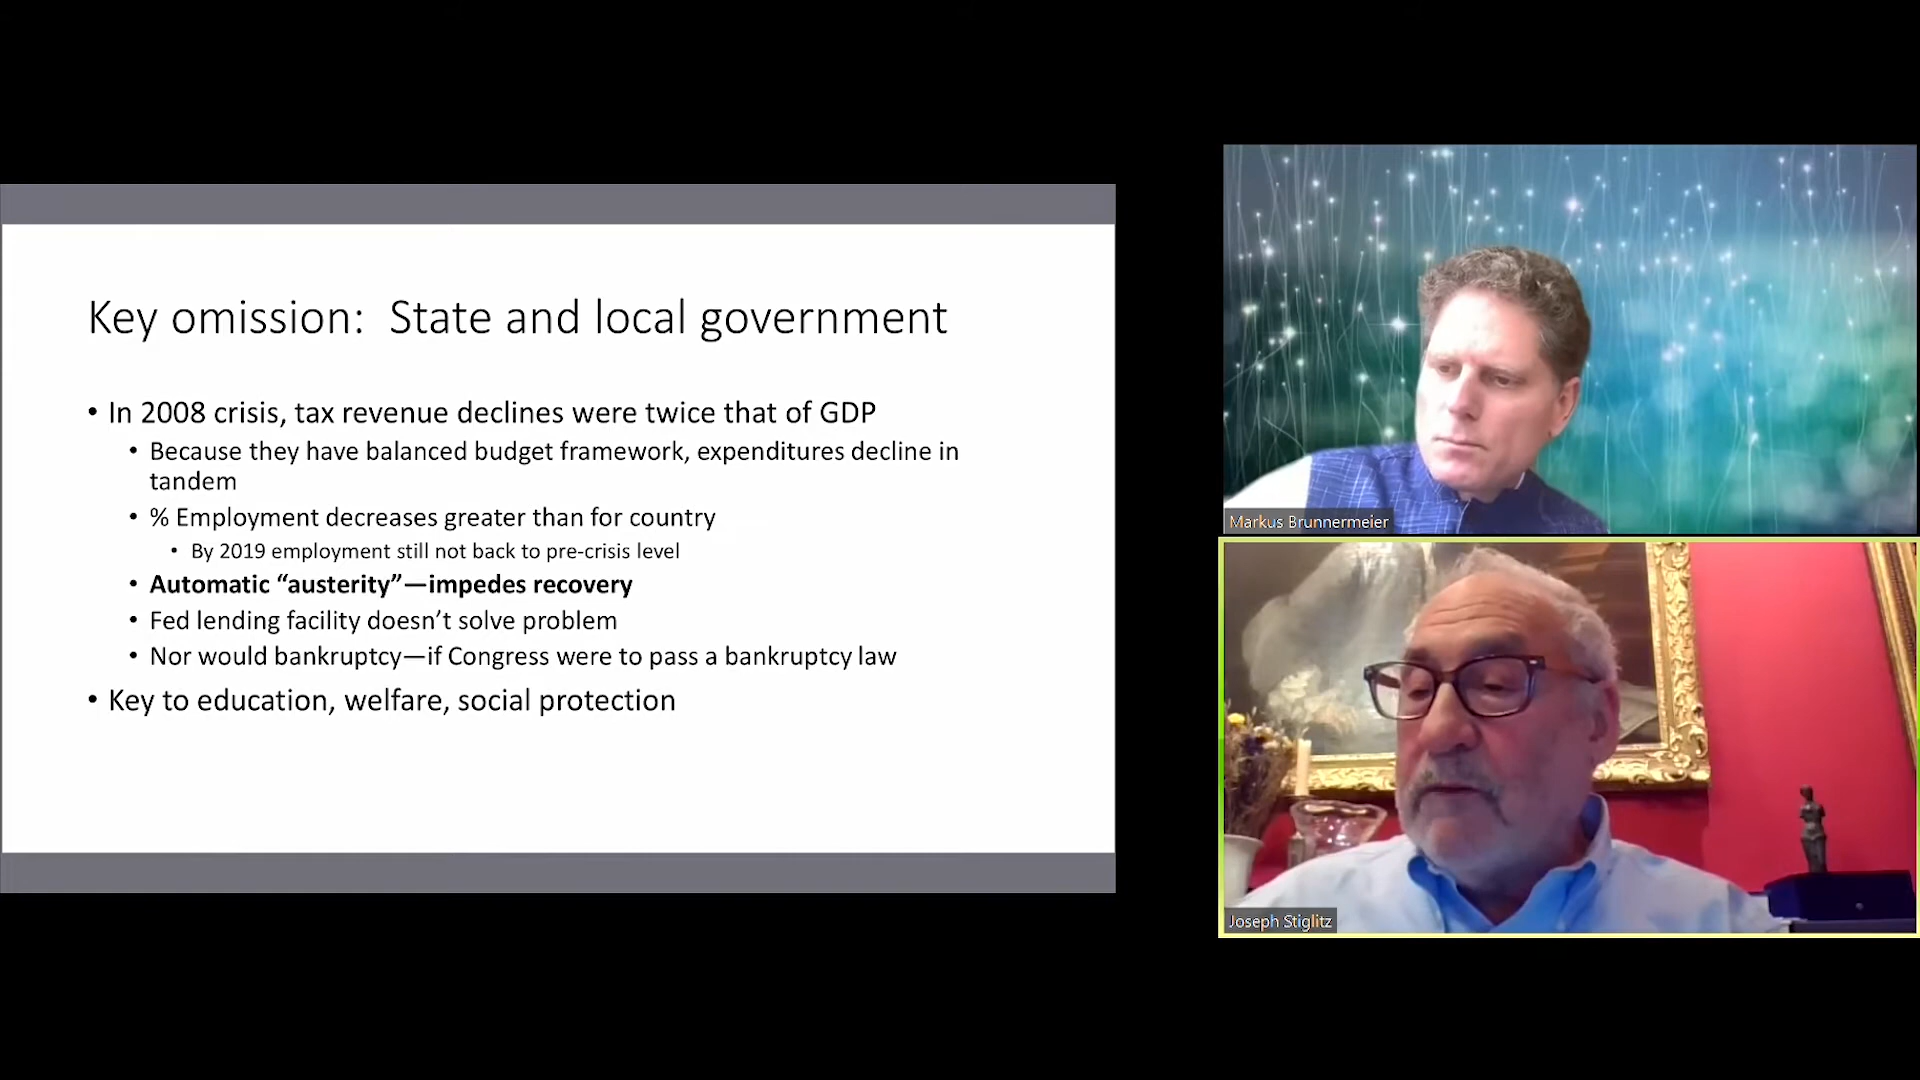 Key omission: State and local government
• In 2008 crisis, tax revenue declines were twice that of GDP
• Because they have balanced budget framework, expenditures decline in
tandem
• % Employment decreases greater than for country
• By 2019 employment still not back to pre-crisis level
• Automatic “austerity”—impedes recovery
• Fed lending facility doesn’t solve problem
• Nor would bankruptcy—if Congress were to pass a bankruptcy law
• Key to education, welfare, social protection
Markus Brunnermeier
Joseph Stiglitz